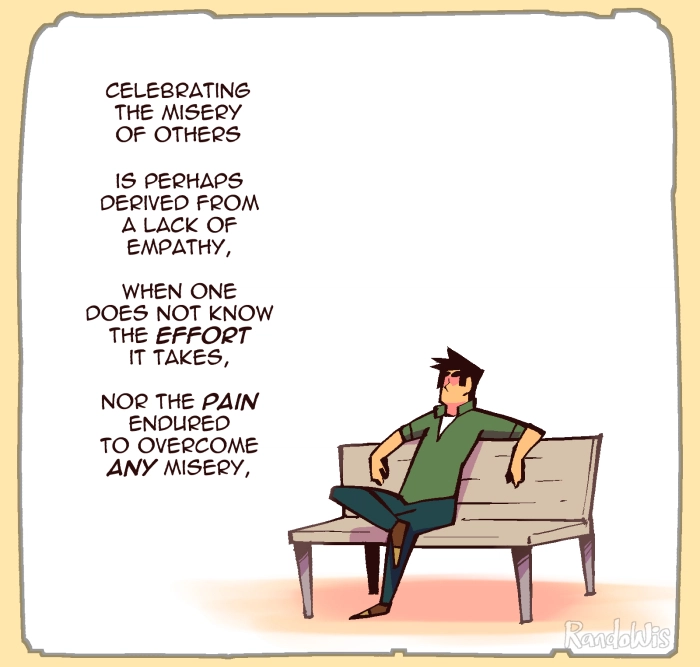 CELEBRATING
THE MISERY
OF OTHERS
IS PERHAPS
DERIVED FROM
A LACK OF
EMPATHY,
WHEN ONE
DOES NOT KNOW
THE EFFORT
IT TAKES,
NOR THE PAIN
ENDURED
TO OVERCOME
ANY MISERY,
RandoWis